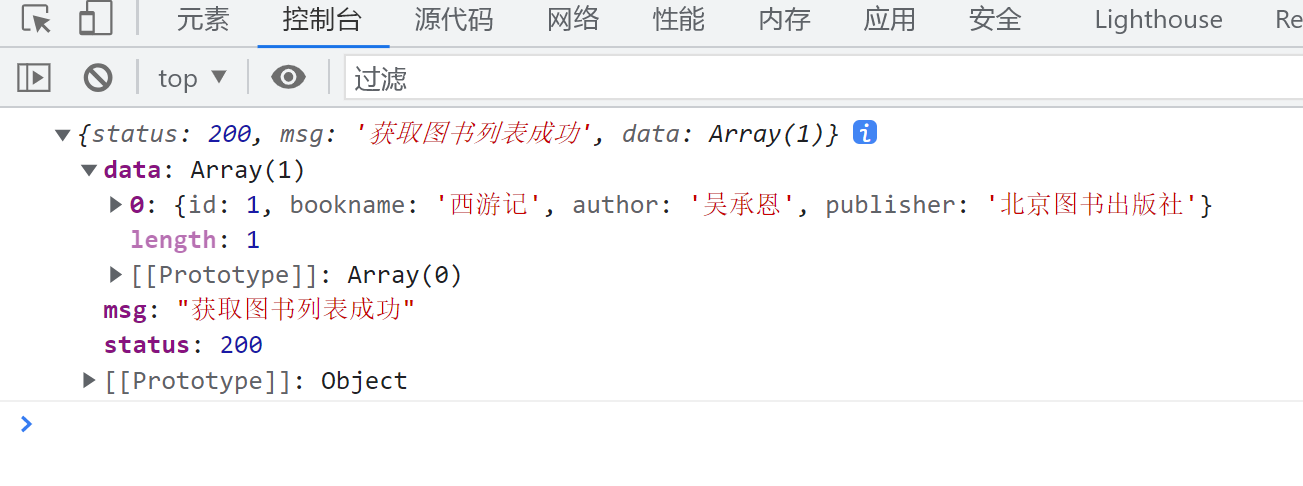 元素 控制台 源代码 网络 性能 内存 应用 安全 Lighthouse Re
top 过滤
{status: 200, msg: '获取图书列表成功', data: Array(1)} i
data: Array(1)
0: {id: 1, bookname: '西游记', author: '吴承恩', publisher: '北京图书出版社'}
length: 1
[[Prototype]]: Array(0)
msg: "获取图书列表成功"
status: 200
[[Prototype]]: Object